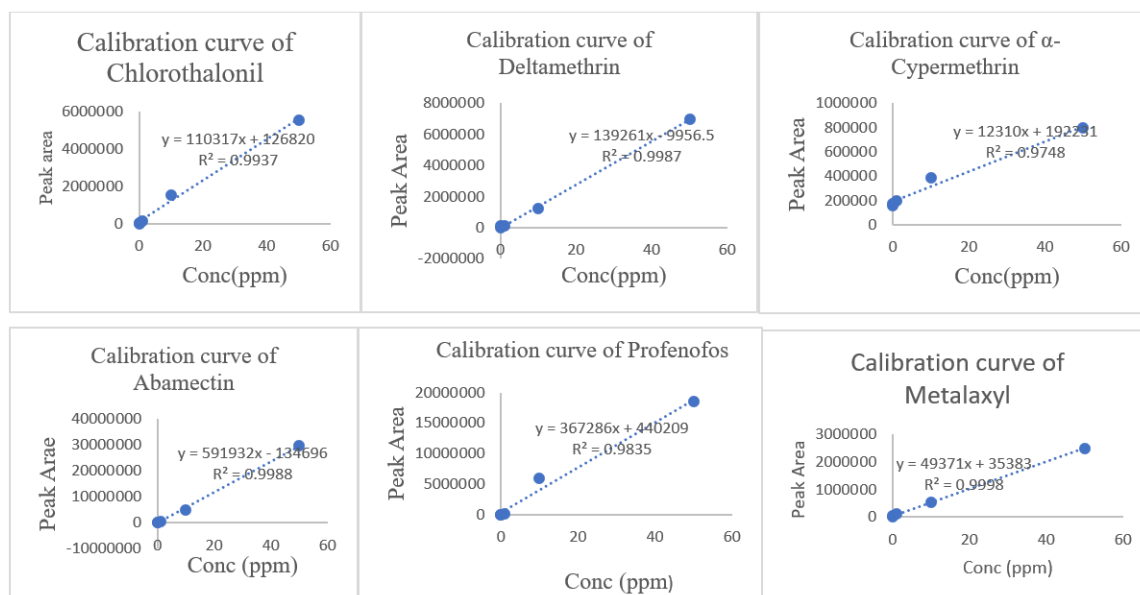 Calibration curve of
Chlorothalonil
Peak area
6000000
4000000
2000000
0
y = 110317x + 126820
R² = 0.9937
0 20 40 60
Conc(ppm)
Calibration curve of
Deltamethrin
Peak Area
8000000
6000000
4000000
2000000
0
-2000000
y = 139261x - 9956.5
R² = 0.9987
0 20 40 60
Conc(ppm)
Calibration curve of α-
Cypermethrin
Peak Area
1000000
800000
600000
400000
200000
0
y = 12310x + 192231
R² = 0.9748
0 20 40 60
Conc(ppm)
Calibration curve of
Abamectin
Peak Arae
40000000
30000000
20000000
10000000
0
-10000000
y = 591932x - 134696
R² = 0.9988
0 20 40 60
Conc (ppm)
Calibration curve of Profenofos
Peak Area
20000000
15000000
10000000
5000000
0
y = 367286x + 440209
R² = 0.9835
0 20 40 60
Conc (ppm)
Calibration curve of
Metalaxyl
Peak Area
3000000
2000000
1000000
0
y = 49371x + 35383
R² = 0.9998
0 20 40 60
Conc (ppm)